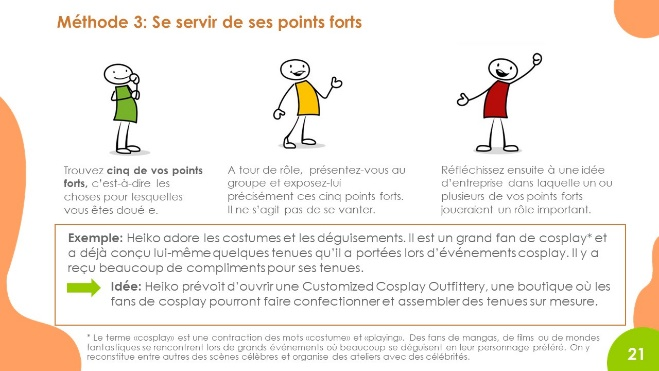 Méthode 3: Se servir de ses points forts
Trouvez cinq de vos points
forts, c'est-à-dire les
choses pour lesquelles
vous êtes doué e.
A tour de rôle, présentez-vous au
groupe et exposez-lui
précisément ces cinq points forts.
Il ne s'agit pas de se vanter.
Réfléchissez ensuite à une idée
d'entreprise dans laquelle un ou
plusieurs de vos points forts
joueraient un rôle important.
Exemple: Heiko adore les costumes et les déguisements. Il est un grand fan de cosplay* et
a déjà conçu lui-même quelques tenues qu'il a portées lors d'événements cosplay. Il y a
reçu beaucoup de compliments pour ses tenues.
Idée: Heiko prévoit d'ouvrir une Customized Cosplay Outfittery, une boutique où les
fans de cosplay pourront faire confectionner et assembler des tenues sur mesure.
* Le terme «cosplay» est une contraction des mots «costume» et «playing». Des fans de mangas, de films ou de mondes
fantastiques se rencontrent lors de grands événements où beaucoup se déguisent en leur personnage préféré. On y
reconstitue entre autres des scènes célèbres et organise des ateliers avec des célébrités.
21